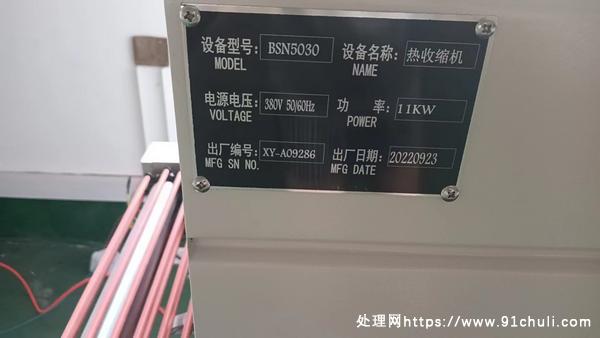 设备型号: BSN5030 设备名称: 热收缩机
MODEL NAME
电源电压: 380V 50/60Hz 功 率: 11KW
VOLTAGE POWER
出厂编号: XY-A09286 出厂日期: 20220923
MFG SN NO. MFG DATE
处理网https://www.91chuli.com/